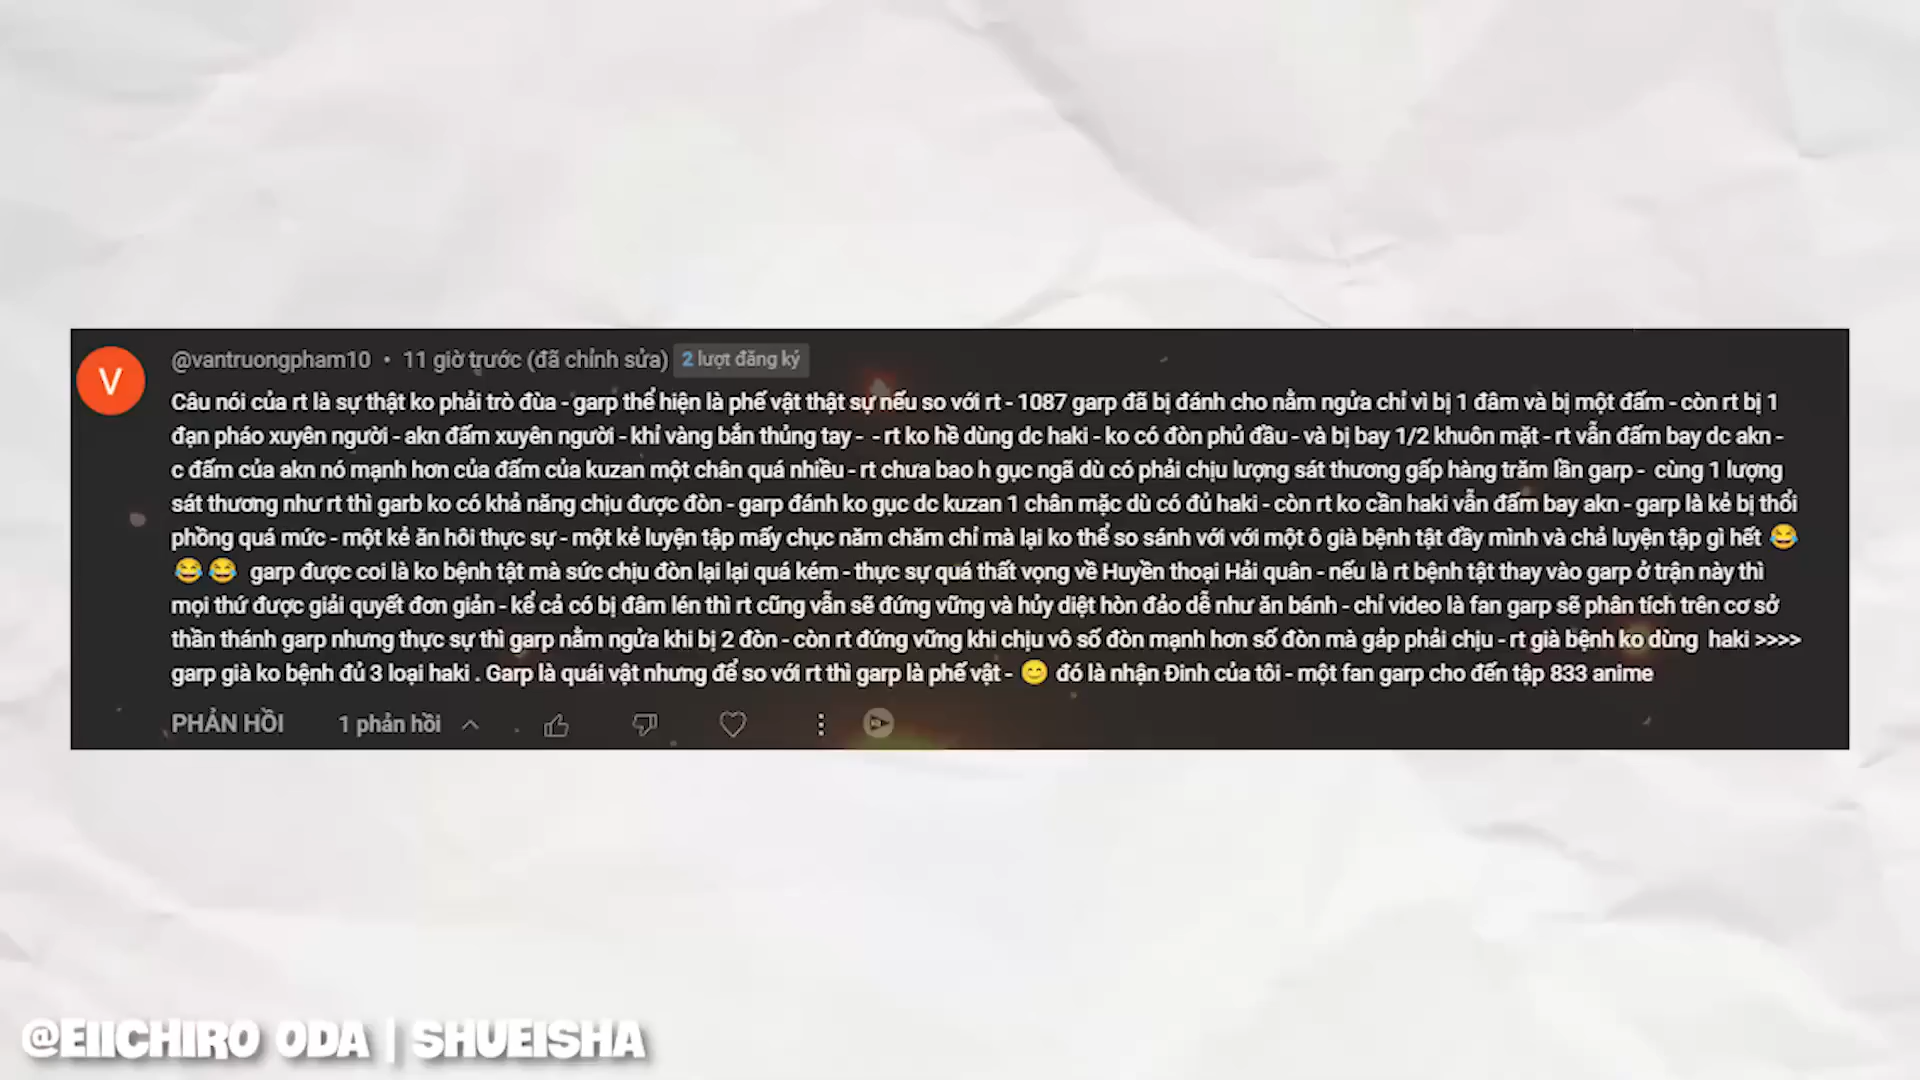 @vantruongpham10 • 11 giờ trước (đã chỉnh sửa) 2 lượt đăng ký
V
Câu nói của rt là sự thật ko phải trò đùa - garp thể hiện là phế vật thật sự nếu so với rt - 1087 garp đã bị đánh cho nằm ngửa chỉ vì bị 1 đâm và bị một đấm - còn rt bị 1
đạn pháo xuyên người - akn đấm xuyên người - khỉ vàng bắn thủng tay - - rt ko hề dùng dc haki - ko có đòn phủ đầu - và bị bay 1/2 khuôn mặt - rt vẫn đấm bay dc akn -
c đấm của akn nó mạnh hơn của đấm của kuzan một chân quá nhiều - rt chưa bao h gục ngã dù có phải chịu lượng sát thương gấp hàng trăm lần garp - cùng 1 lượng
sát thương như rt thì garb ko có khả năng chịu được đòn - garp đánh ko gục dc kuzan 1 chân mặc dù có đủ haki - còn rt ko cần haki vẫn đấm bay akn - garp là kẻ bị thổi
phồng quá mức - một kẻ ăn hôi thực sự - một kẻ luyện tập mấy chục năm chăm chỉ mà lại ko thể so sánh với với một ô già bệnh tật đầy mình và chả luyện tập gì hết 😂
😂😂 garp được coi là ko bệnh tật mà sức chịu đòn lại lại quá kém - thực sự quá thất vọng về Huyền thoại Hải quân - nếu là rt bệnh tật thay vào garp ở trận này thì
mọi thứ được giải quyết đơn giản - kể cả có bị đâm lén thì rt cũng vẫn sẽ đứng vững và hủy diệt hòn đảo dễ như ăn bánh - chỉ video là fan garp sẽ phân tích trên cơ sở
thần thánh garp nhưng thực sự thì garp nằm ngửa khi bị 2 đòn - còn rt đứng vững khi chịu vô số đòn mạnh hơn số đòn mà gảp phải chịu - rt già bệnh ko dùng haki >>>>
garp già ko bệnh đủ 3 loại haki . Garp là quái vật nhưng để so với rt thì garp là phế vật - 😊 đó là nhận Đinh của tôi - một fan garp cho đến tập 833 anime
PHẢN HỒI 1 phản hồi
@EIICHIRO ODA | SHUEISHA